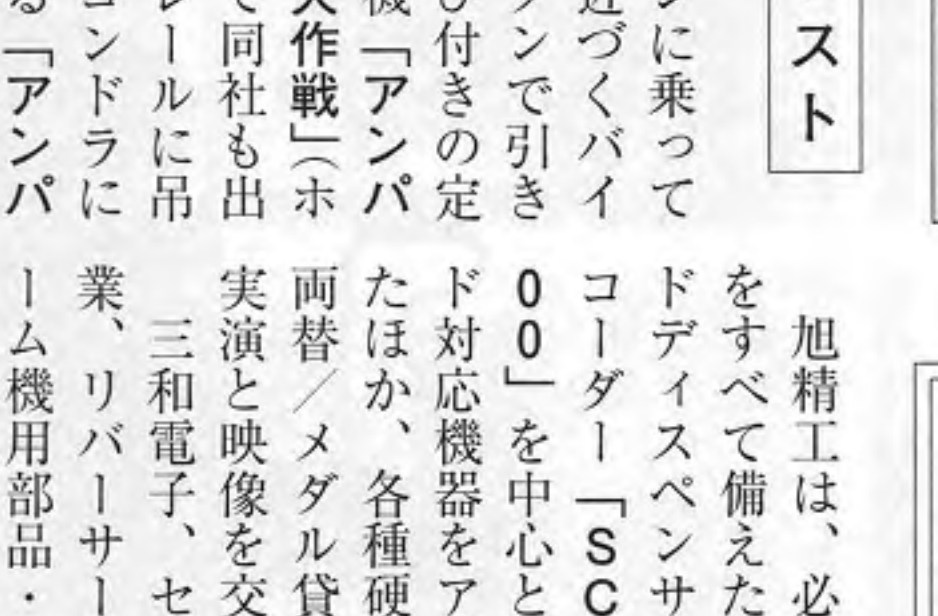 スト
に乗って
近づくバイ
ンで引き
付きの定
機「アンパ
作戦」(ホ
で同社も出
レールに吊
ゴンドラに
る「アンパ
旭精工は、必
をすべて備えた
ドディスペンサ
コーダー「SC
00」を中心と
ド対応機器をア
たほか、各種硬
両替/メダル貸
実演と映像を交
三和電子、セ
業、リバーサー
ーム機用部品・